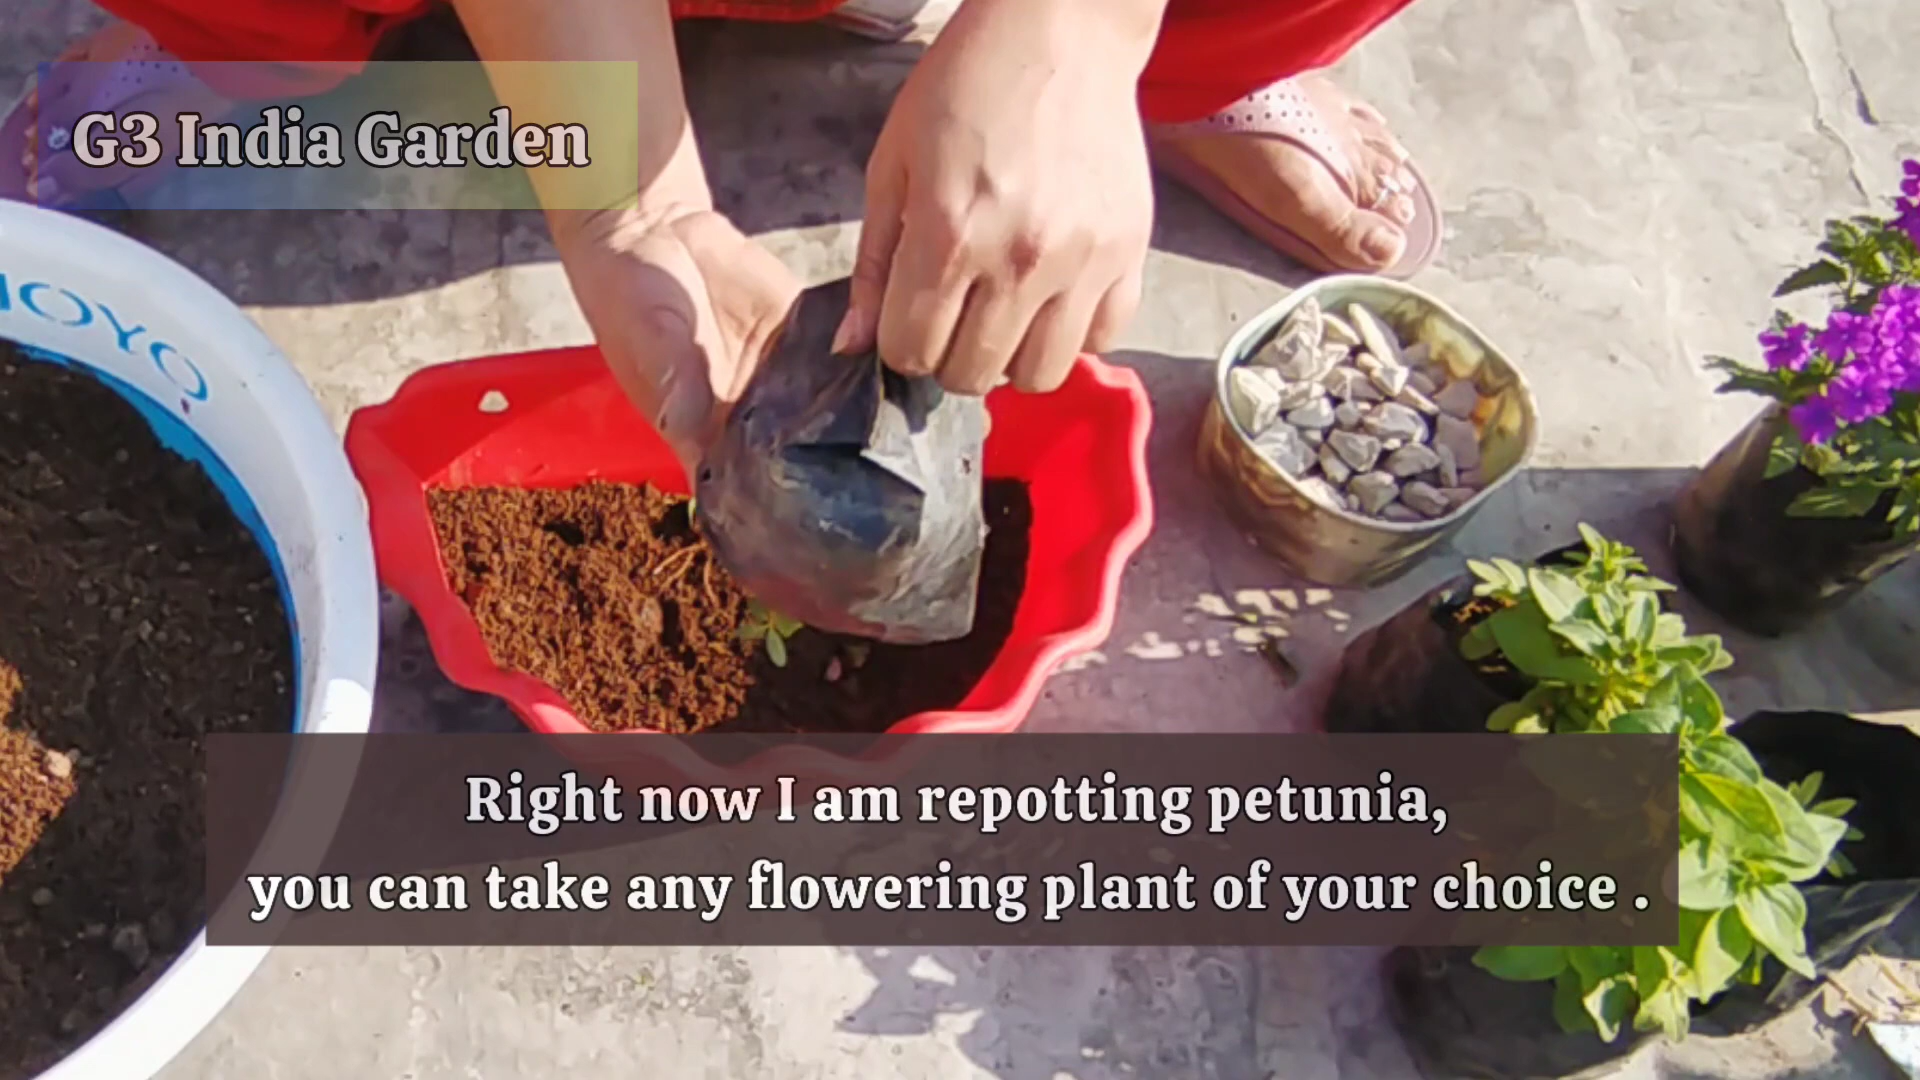 G3 India Garden
Right now I am repotting petunia,
you can take any flowering plant of your choice .